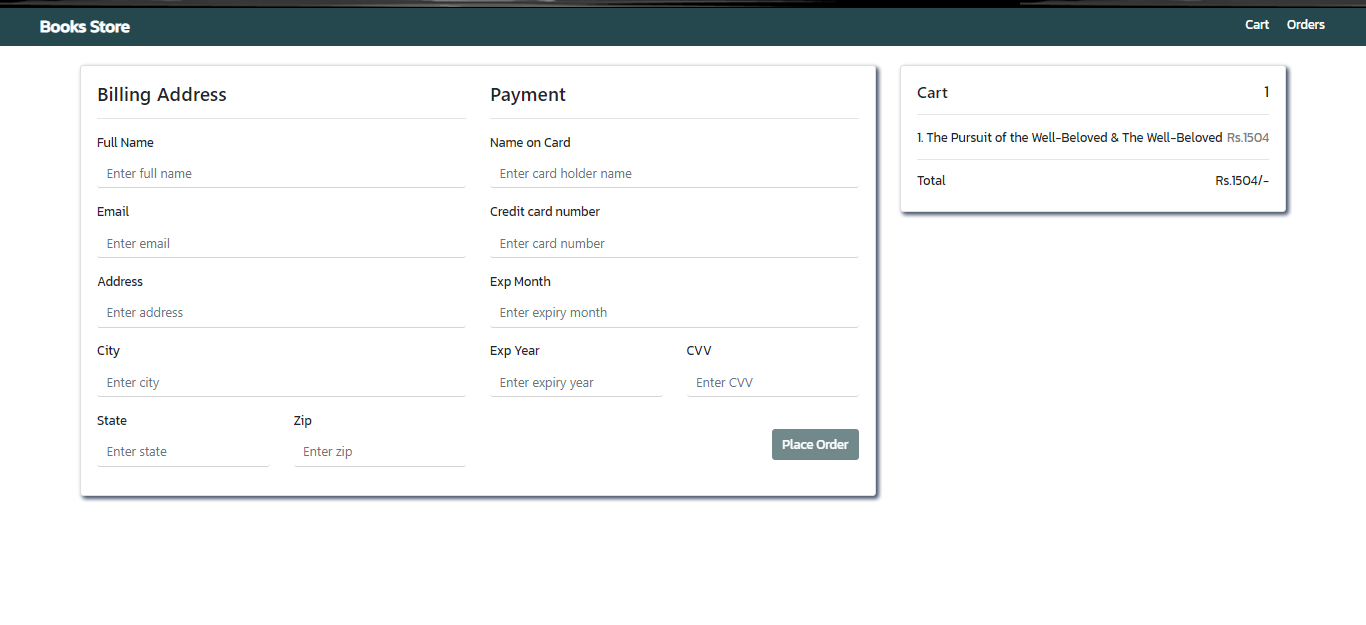 Books Store
Cart Orders
Billing Address
Full Name
Enter full name
Email
Enter email
Address
Enter address
City
Enter city
State Zip
Enter state Enter zip
Payment
Name on Card
Enter card holder name
Credit card number
Enter card number
Exp Month
Enter expiry month
Exp Year CVV
Enter expiry year Enter CVV
Place Order
Cart 1
1. The Pursuit of the Well-Beloved & The Well-Beloved Rs.1504
Total Rs.1504/-